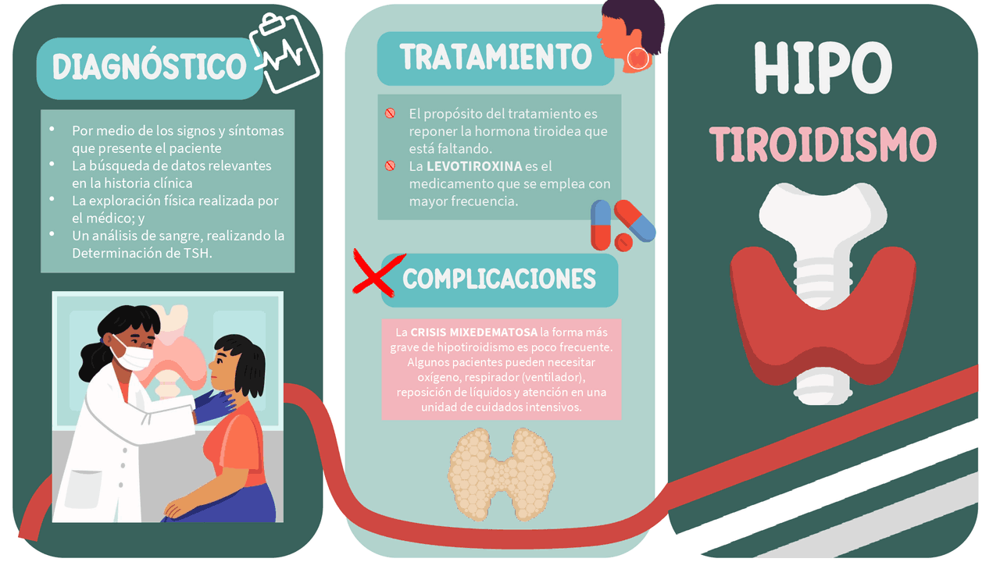 DIAGNÓSTICO
• Por medio de los signos y síntomas
que presente el paciente
• La búsqueda de datos relevantes
en la historia clínica
• La exploración física realizada por
el médico; y
• Un análisis de sangre, realizando la
Determinación de TSH.
TRATAMIENTO
El propósito del tratamiento es
reponer la hormona tiroidea que
está faltando.
La LEVOTIROXINA es el
medicamento que se emplea con
mayor frecuencia.
COMPLICACIONES
La CRISIS MIXEDEMATOSA la forma más
grave de hipotiroidismo es poco frecuente.
Algunos pacientes pueden necesitar
oxígeno, respirador (ventilador),
reposición de líquidos y atención en una
unidad de cuidados intensivos.
HIPO
TIROIDISMO